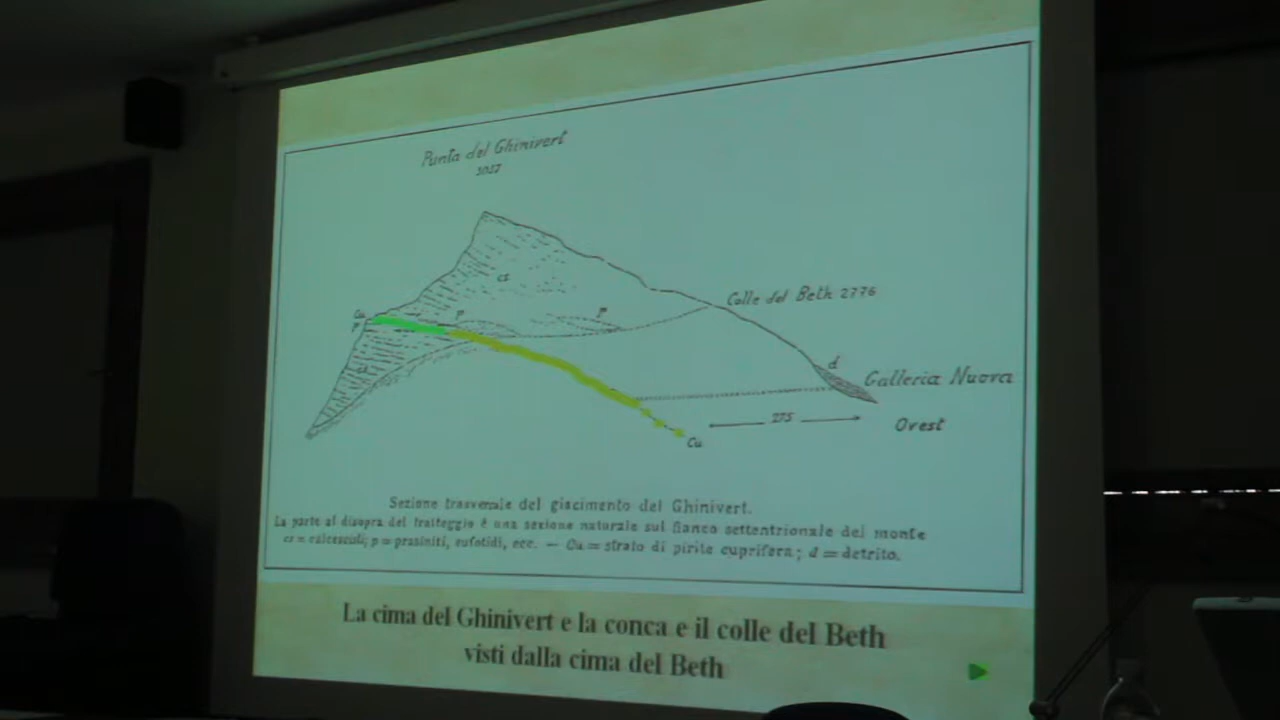 Punta del Ghinivert
3037
cs
Colle del Beth 2776
Cu
p
p
p
d
Galleria Nuova
275
Ovest
Cu
Sezione trasversale del giacimento del Ghinivert.
La parte al disopra del tratteggio è una sezione naturale sul fianco settentrionale del monte
cs = calcescisti; p = prasiniti, eufotidi, ecc. — Cu = strato di pirite cuprifera; d = detrito.
La cima del Ghinivert e la conca e il colle del Beth
visti dalla cima del Beth